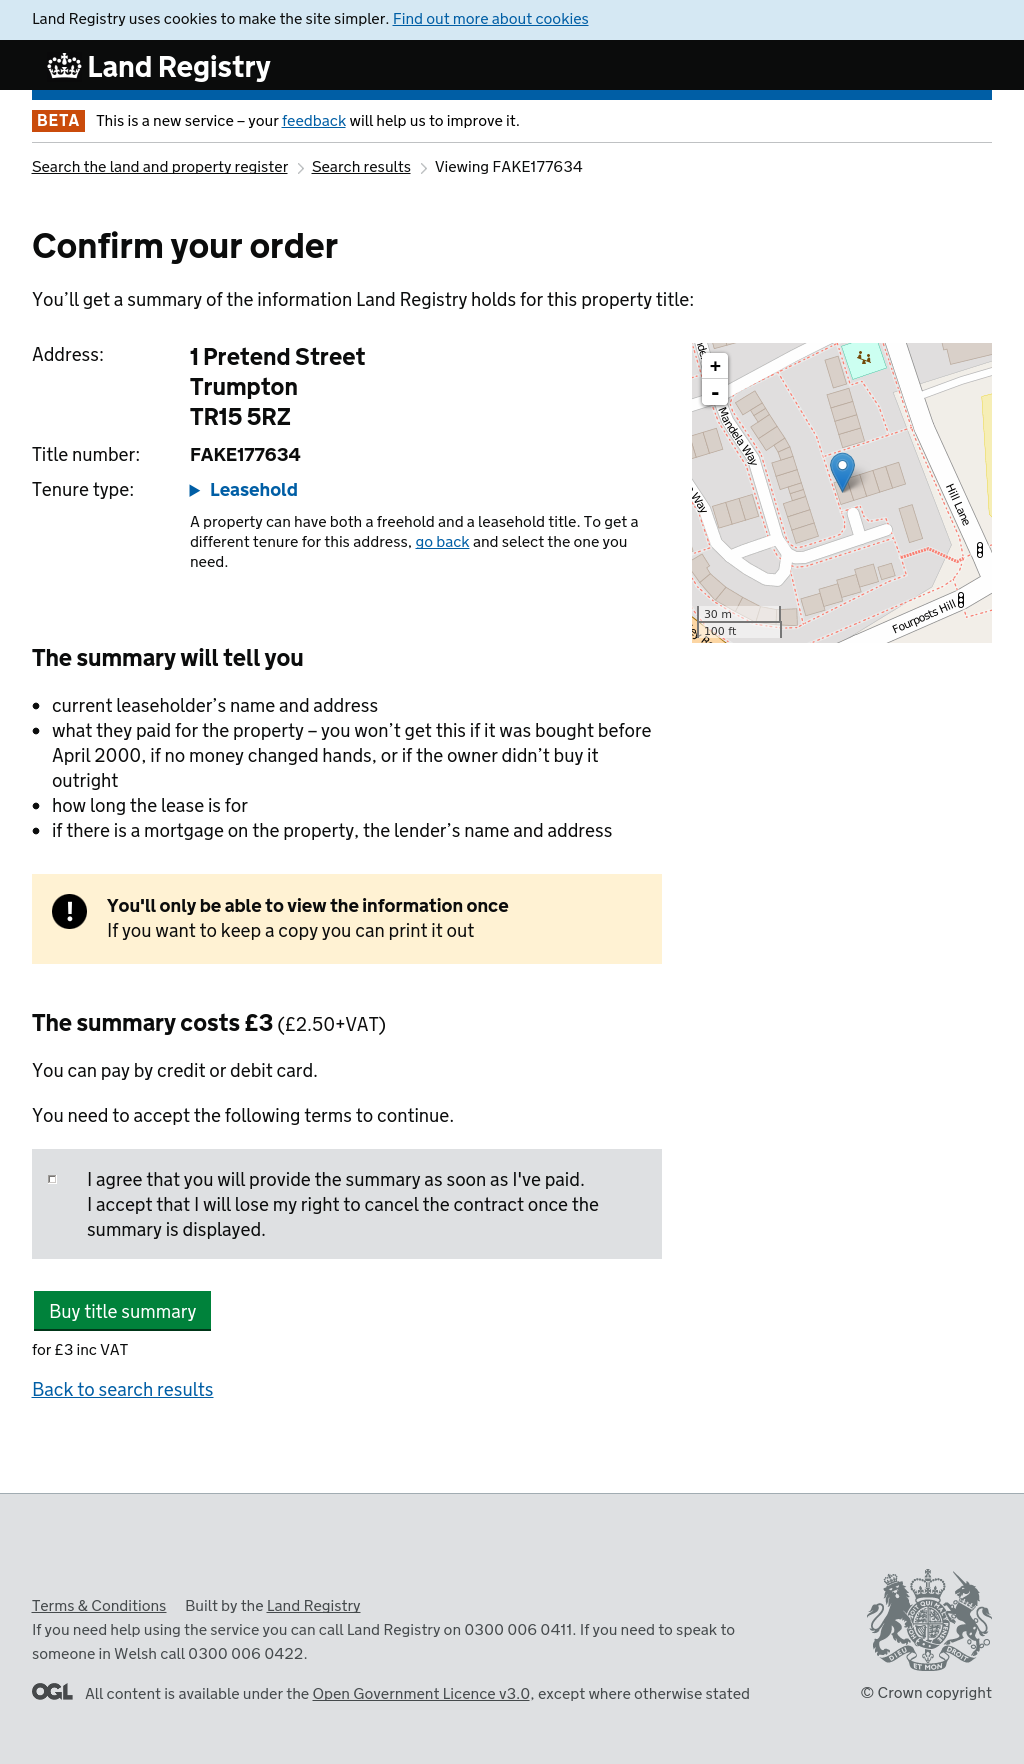 Land Registry uses cookies to make the site simpler. Find out more about cookies
Land Registry
BETA This is a new service – your feedback will help us to improve it.
Search the land and property register Search results Viewing FAKE177634
Confirm your order
You’ll get a summary of the information Land Registry holds for this property title:
Address: 1 Pretend Street
Trumpton
TR15 5RZ
Title number: FAKE177634
Tenure type: Leasehold
A property can have both a freehold and a leasehold title. To get a
different tenure for this address, go back and select the one you
need.
+
-
Mandela Way
Way
Hill Lane
Fourposts Hill
30 m
100 ft
The summary will tell you
• current leaseholder’s name and address
• what they paid for the property – you won’t get this if it was bought before
April 2000, if no money changed hands, or if the owner didn’t buy it
outright
• how long the lease is for
• if there is a mortgage on the property, the lender’s name and address
! You'll only be able to view the information once
If you want to keep a copy you can print it out
The summary costs £3 (£2.50+VAT)
You can pay by credit or debit card.
You need to accept the following terms to continue.
I agree that you will provide the summary as soon as I've paid.
I accept that I will lose my right to cancel the contract once the
summary is displayed.
Buy title summary
for £3 inc VAT
Back to search results
Terms & Conditions Built by the Land Registry
If you need help using the service you can call Land Registry on 0300 006 0411. If you need to speak to
someone in Welsh call 0300 006 0422.
OGL All content is available under the Open Government Licence v3.0, except where otherwise stated
DIEU ET MON DROIT
© Crown copyright